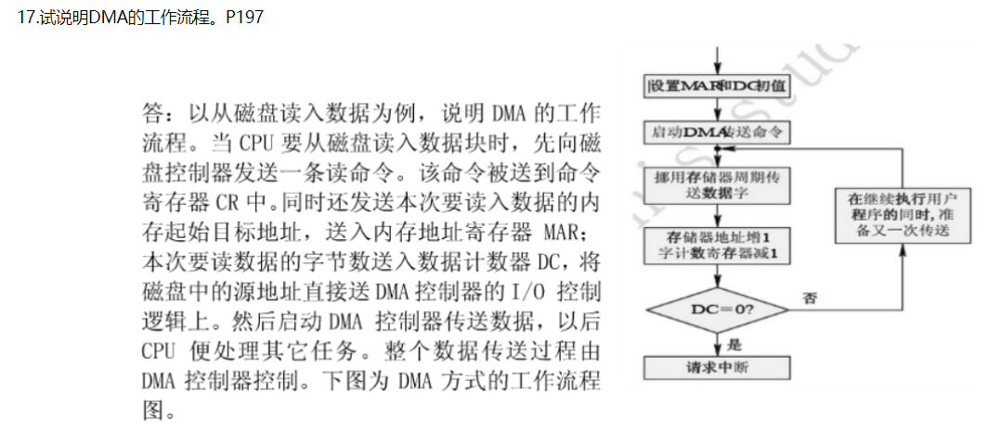 17.试说明DMA的工作流程。P197
答：以从磁盘读入数据为例，说明 DMA 的工作
流程。当 CPU 要从磁盘读入数据块时，先向磁
盘控制器发送一条读命令。该命令被送到命令
寄存器 CR 中。同时还发送本次要读入数据的内
存起始目标地址，送入内存地址寄存器 MAR；
本次要读数据的字节数送入数据计数器 DC，将
磁盘中的源地址直接送 DMA 控制器的 I/O 控制
逻辑上。然后启动 DMA 控制器传送数据，以后
CPU 便处理其它任务。整个数据传送过程由
DMA 控制器控制。下图为 DMA 方式的工作流程
图。
设置MAR和DC初值
启动DMA传送命令
挪用存储器周期传
送数据字
存储器地址增1
字计数寄存器减1
DC＝0?
否
在继续执行用户
程序的同时,准
备又一次传送
是
请求中断